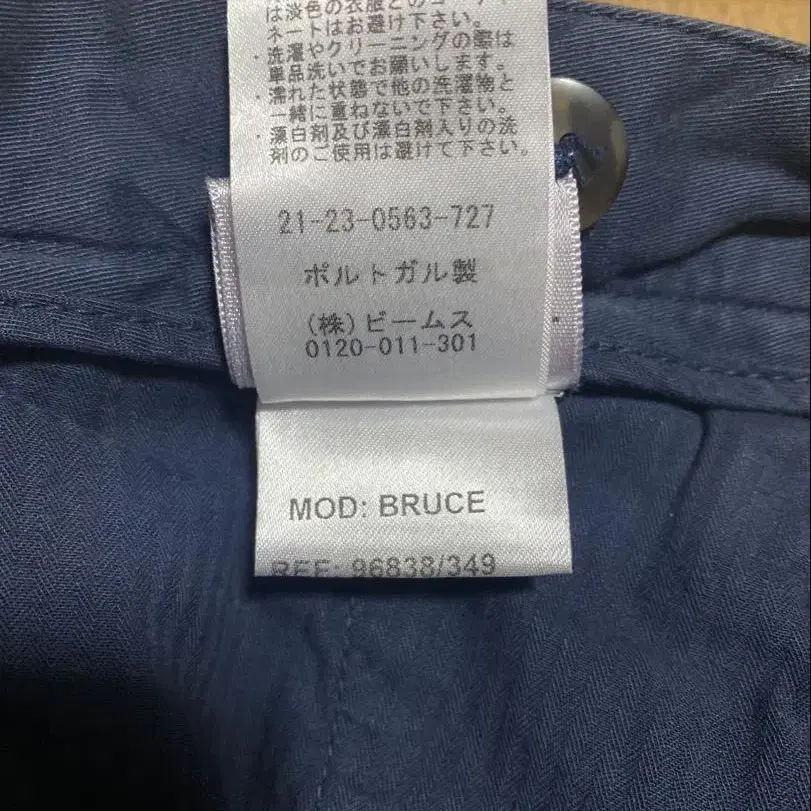 は淡色の衣服とのコーディ
ネートはお避け下さい。
・洗濯やクリーニングの際は
単品洗いでお願いします。
・濡れた状態で他の洗濯物と
一緒に重ねないで下さい。
・漂白剤及び漂白剤入りの洗
剤のご使用は避けて下さい。
21-23-0563-727
ポルトガル製
(株)ビームス
0120-011-301
MOD: BRUCE
REF: 96838/349